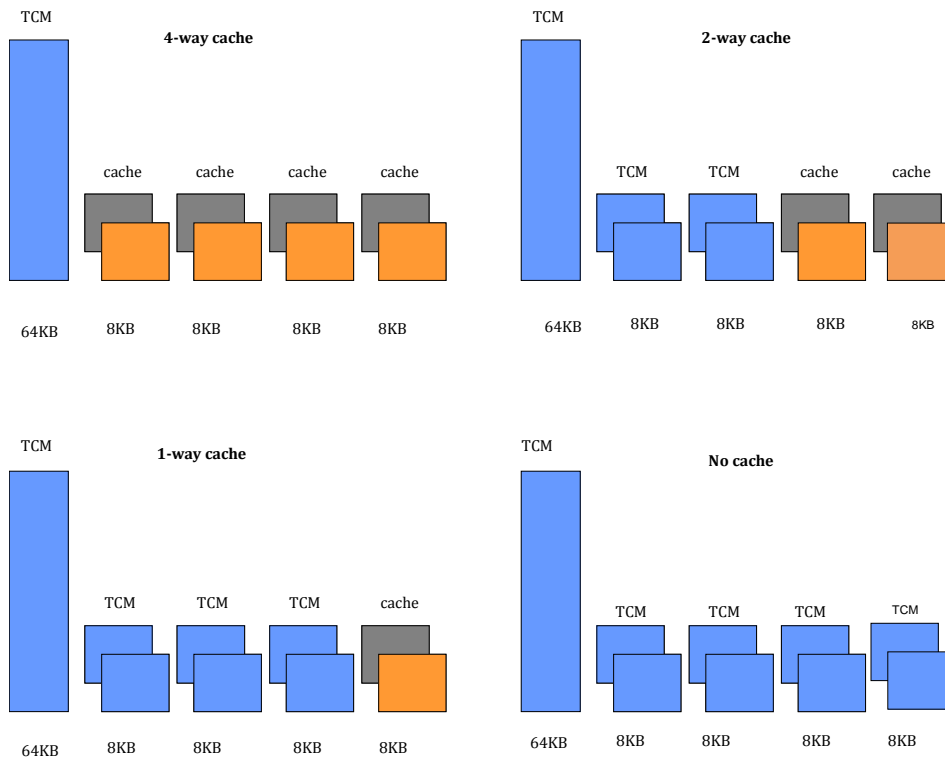 TCM
4-way cache
cache
cache
cache
cache
64KB
8KB
8KB
8KB
8KB
TCM
2-way cache
TCM
TCM
cache
cache
64KB
8KB
8KB
8KB
8KB
TCM
1-way cache
TCM
TCM
TCM
cache
64KB
8KB
8KB
8KB
8KB
TCM
No cache
TCM
TCM
TCM
TCM
64KB
8KB
8KB
8KB
8KB